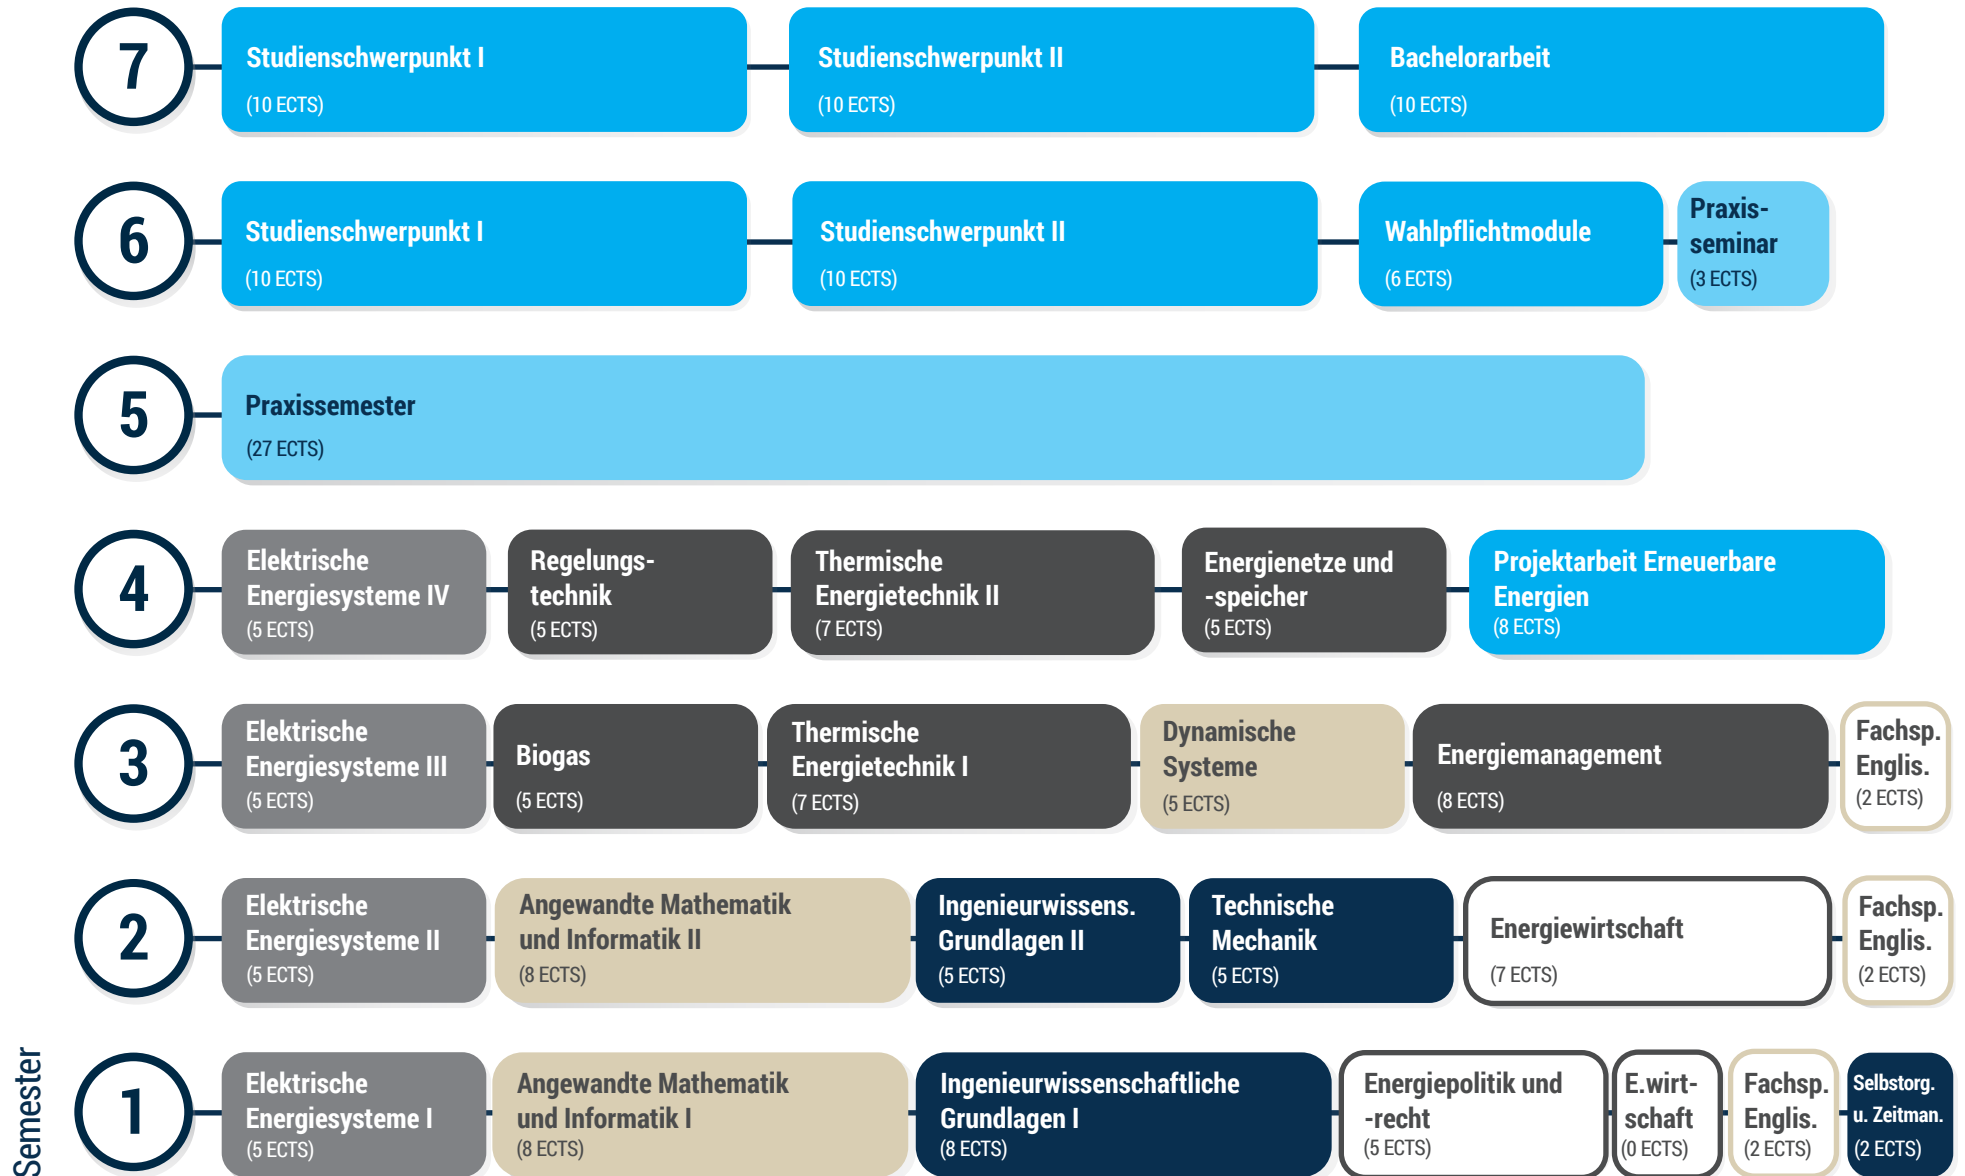 7
Studienschwerpunkt I
(10 ECTS)
Studienschwerpunkt II
(10 ECTS)
Bachelorarbeit
(10 ECTS)
6
Studienschwerpunkt I
(10 ECTS)
Studienschwerpunkt II
(10 ECTS)
Wahlpflichtmodule
(6 ECTS)
Praxis-
seminar
(3 ECTS)
5
Praxissemester
(27 ECTS)
4
Elektrische
Energiesysteme IV
(5 ECTS)
Regelungs-
technik
(5 ECTS)
Thermische
Energietechnik II
(7 ECTS)
Energienetze und
-speicher
(5 ECTS)
Projektarbeit Erneuerbare
Energien
(8 ECTS)
3
Elektrische
Energiesysteme III
(5 ECTS)
Biogas
(5 ECTS)
Thermische
Energietechnik I
(7 ECTS)
Dynamische
Systeme
(5 ECTS)
Energiemanagement
(8 ECTS)
Fachsp.
Englis.
(2 ECTS)
2
Elektrische
Energiesysteme II
(5 ECTS)
Angewandte Mathematik
und Informatik II
(8 ECTS)
Ingenieurwissens.
Grundlagen II
(5 ECTS)
Technische
Mechanik
(5 ECTS)
Energiewirtschaft
(7 ECTS)
Fachsp.
Englis.
(2 ECTS)
Semester
1
Elektrische
Energiesysteme I
(5 ECTS)
Angewandte Mathematik
und Informatik I
(8 ECTS)
Ingenieurwissenschaftliche
Grundlagen I
(8 ECTS)
Energiepolitik und
-recht
(5 ECTS)
E.wirt-
schaft
(0 ECTS)
Fachsp.
Englis.
(2 ECTS)
Selbstorg.
u. Zeitman.
(2 ECTS)